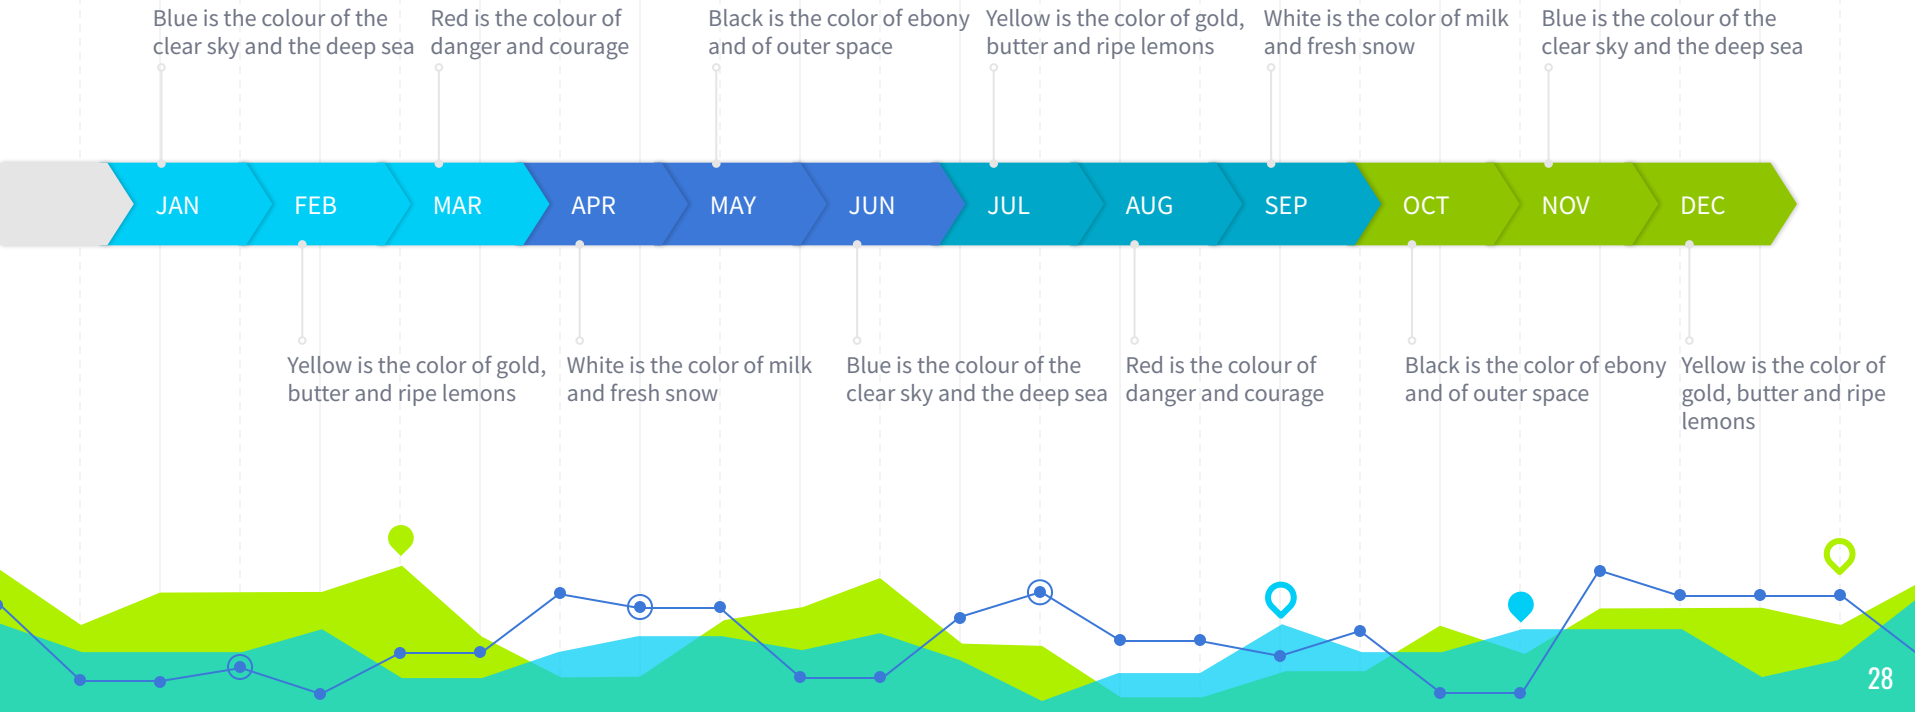 Blue is the colour of the
clear sky and the deep sea
Red is the colour of
danger and courage
Black is the color of ebony
and of outer space
Yellow is the color of gold,
butter and ripe lemons
White is the color of milk
and fresh snow
Blue is the colour of the
clear sky and the deep sea
JAN
FEB
MAR
APR
MAY
JUN
JUL
AUG
SEP
OCT
NOV
DEC
Yellow is the color of gold,
butter and ripe lemons
White is the color of milk
and fresh snow
Blue is the colour of the
clear sky and the deep sea
Red is the colour of
danger and courage
Black is the color of ebony
and of outer space
Yellow is the color of
gold, butter and ripe
lemons
28